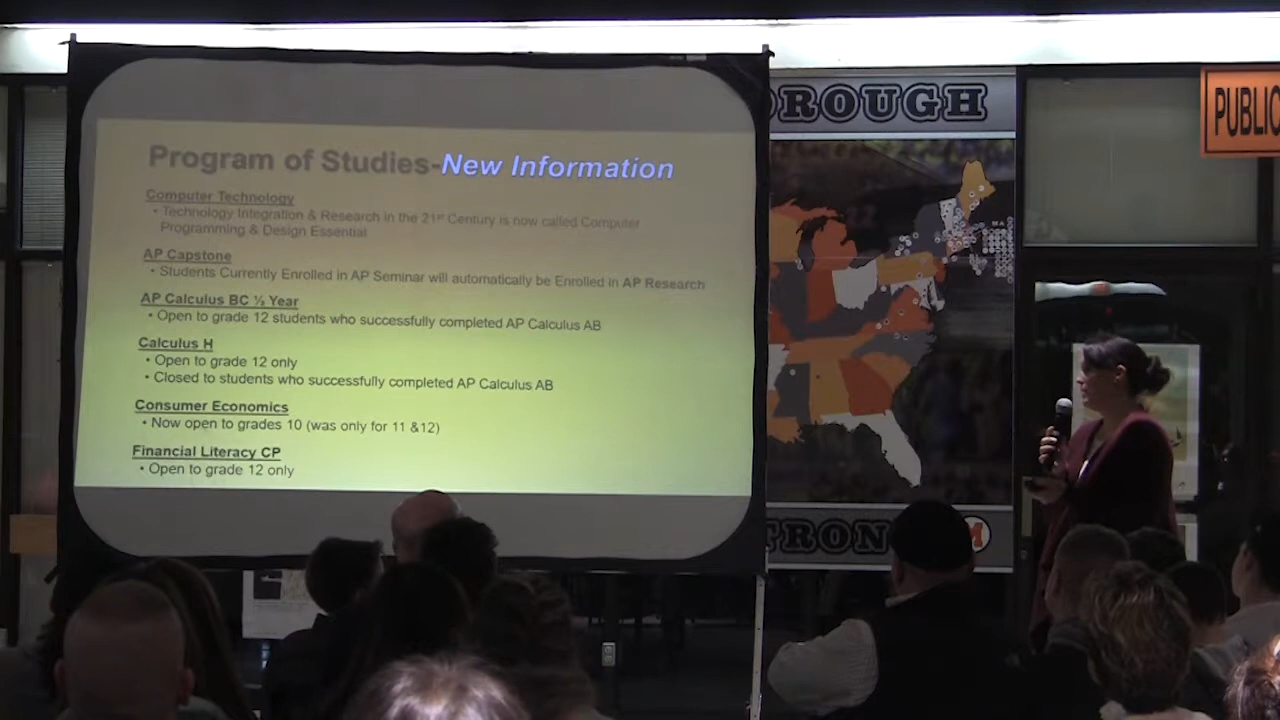 Program of Studies-New Information
Computer Technology
• Technology Integration & Research in the 21st Century is now called Computer
Programming & Design Essential
AP Capstone
• Students Currently Enrolled in AP Seminar will automatically be Enrolled in AP Research
AP Calculus BC ½ Year
• Open to grade 12 students who successfully completed AP Calculus AB
Calculus H
• Open to grade 12 only
• Closed to students who successfully completed AP Calculus AB
Consumer Economics
• Now open to grades 10 (was only for 11 &12)
Financial Literacy CP
• Open to grade 12 only
ROUGH
MA
TRON
M
PUBLIC